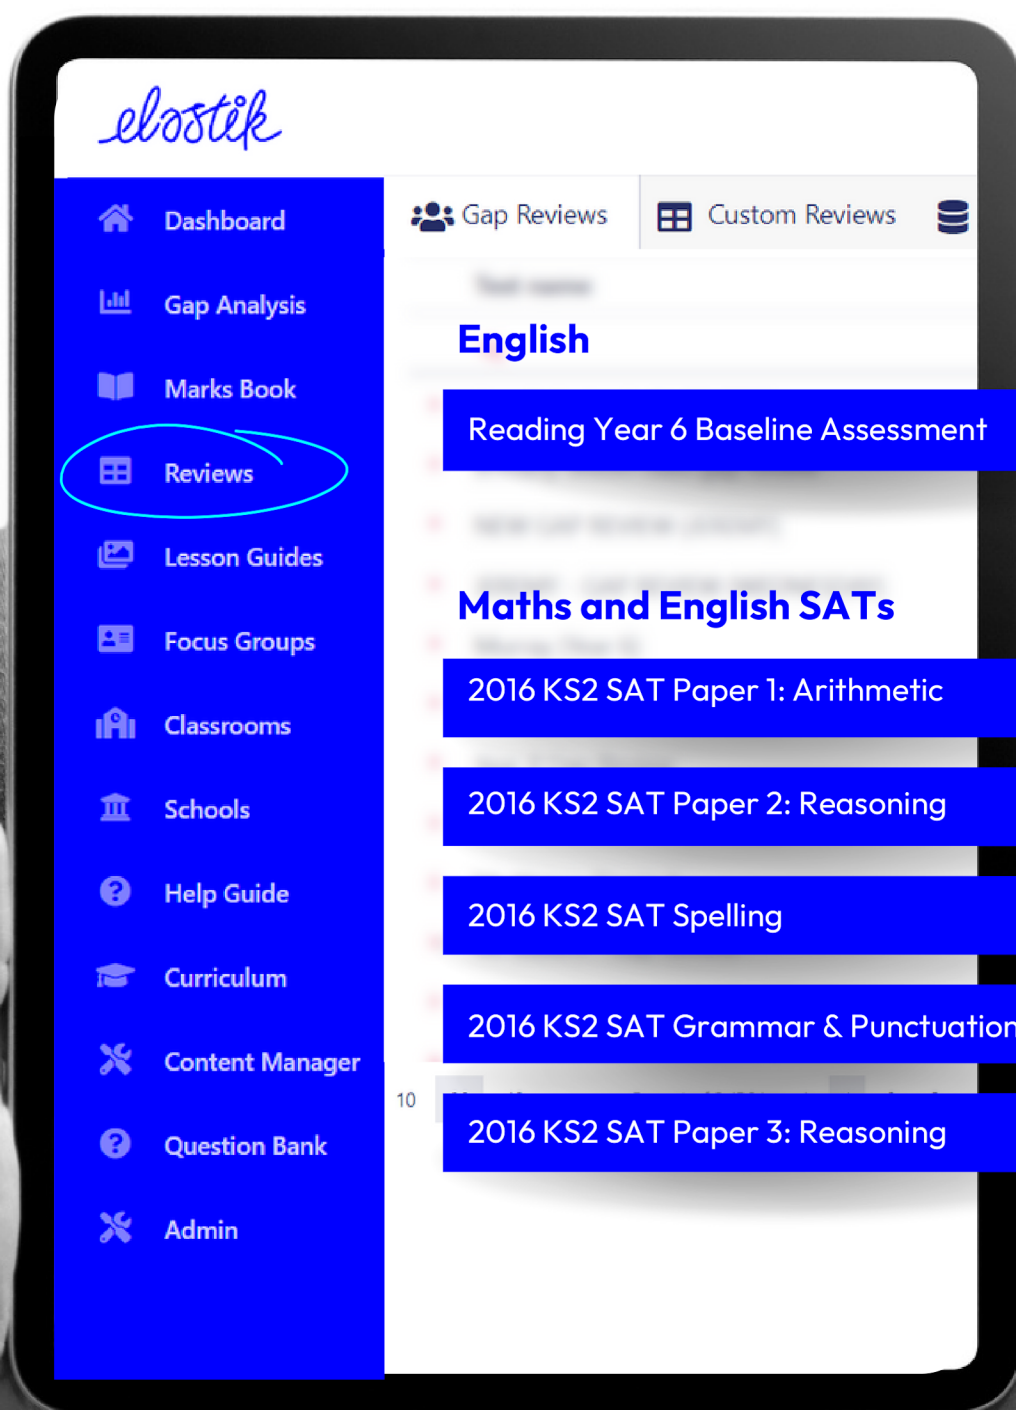 elastik
Dashboard
Gap Analysis
Marks Book
Reviews
Lesson Guides
Focus Groups
Classrooms
Schools
Help Guide
Curriculum
Content Manager
Question Bank
Admin
Gap Reviews
Custom Reviews
Test name
English
Reading Year 6 Baseline Assessment
Maths and English SATs
2016 KS2 SAT Paper 1: Arithmetic
2016 KS2 SAT Paper 2: Reasoning
2016 KS2 SAT Spelling
2016 KS2 SAT Grammar & Punctuation
2016 KS2 SAT Paper 3: Reasoning
10